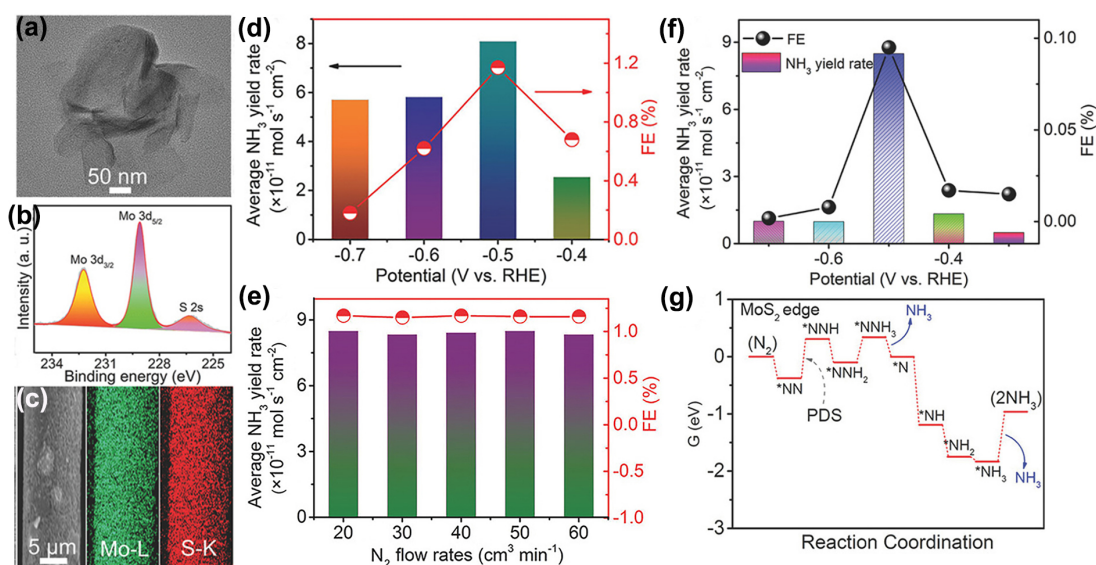 (a)
50 nm
(b)
Mo 3d5/2
Mo 3d3/2
S 2s
Intensity (a. u.)
234
229
225
Binding energy (eV)
(c)
5 μm
Mo-L
S-K
(d)
Average NH3 yield rate
(×10-11 mol s-1 cm-2)
8
6
4
2
0
1.2
0.8
0.4
0.0
FE (%)
-0.7
-0.6
-0.5
-0.4
Potential (V vs. RHE)
(e)
Average NH3 yield rate
(×10-11 mol s-1 cm-2)
9
6
3
0
1.0
0.5
0.0
-0.5
-1.0
FE (%)
20
30
40
50
60
N2 flow rates (cm3 min-1)
(f)
FE
NH3 yield rate
Average NH3 yield rate
(×10-11 mol s-1 cm-2)
9
6
3
0
0.10
0.05
0.00
FE (%)
-0.6
-0.4
Potential (V vs. RHE)
(g)
MoS2 edge
(N2)
*NN
*NNH
PDS
*NNH2
*NNH3
NH3
*N
*NH
*NH2
*NH3
(2NH3)
NH3
G (eV)
1
0
-1
-2
-3
Reaction Coordination